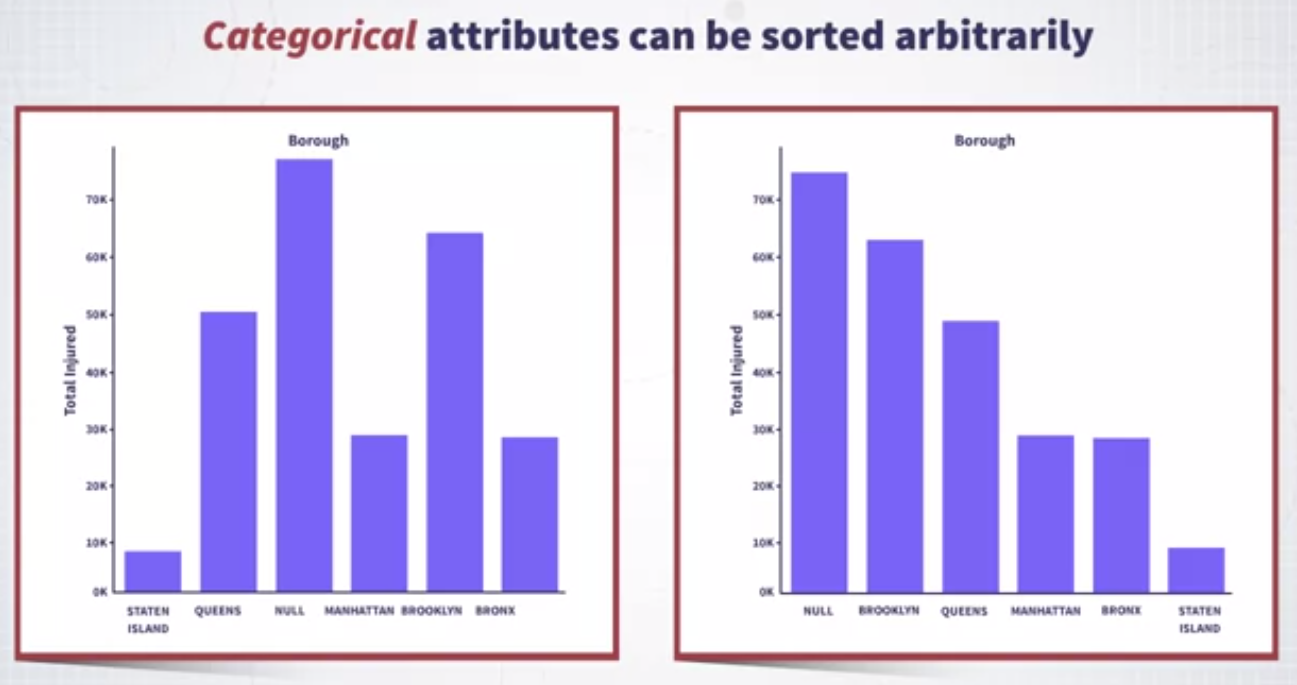 Categorical attributes can be sorted arbitrarily
Borough
Total Injured
70K
60K
50K
40K
30K
20K
10K
0K
STATEN ISLAND
QUEENS
NULL
MANHATTAN
BROOKLYN
BRONX
Borough
Total Injured
70K
60K
50K
40K
30K
20K
10K
0K
NULL
BROOKLYN
QUEENS
MANHATTAN
BRONX
STATEN ISLAND